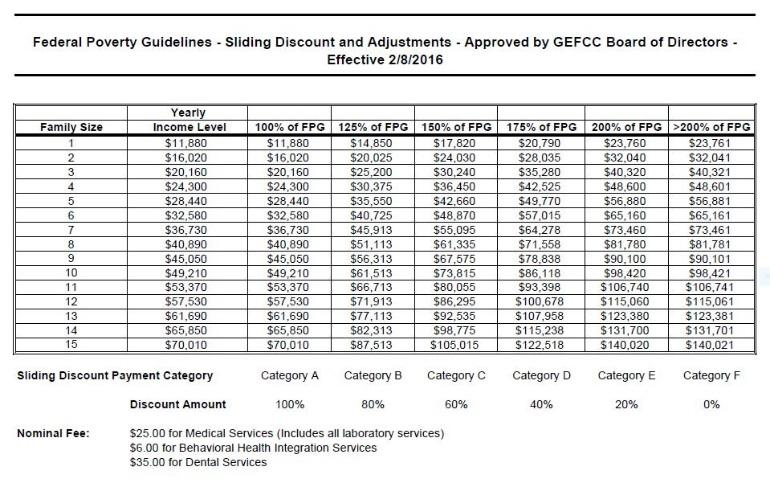 Federal Poverty Guidelines - Sliding Discount and Adjustments - Approved by GEFCC Board of Directors -
Effective 2/8/2016
Yearly
Family Size Income Level 100% of FPG 125% of FPG 150% of FPG 175% of FPG 200% of FPG >200% of FPG
1 $11,880 $11,880 $14,850 $17,820 $20,790 $23,760 $23,761
2 $16,020 $16,020 $20,025 $24,030 $28,035 $32,040 $32,041
3 $20,160 $20,160 $25,200 $30,240 $35,280 $40,320 $40,321
4 $24,300 $24,300 $30,375 $36,450 $42,525 $48,600 $48,601
5 $28,440 $28,440 $35,550 $42,660 $49,770 $56,880 $56,881
6 $32,580 $32,580 $40,725 $48,870 $57,015 $65,160 $65,161
7 $36,730 $36,730 $45,913 $55,095 $64,278 $73,460 $73,461
8 $40,890 $40,890 $51,113 $61,335 $71,558 $81,780 $81,781
9 $45,050 $45,050 $56,313 $67,575 $78,838 $90,100 $90,101
10 $49,210 $49,210 $61,513 $73,815 $86,118 $98,420 $98,421
11 $53,370 $53,370 $66,713 $80,055 $93,398 $106,740 $106,741
12 $57,530 $57,530 $71,913 $86,295 $100,678 $115,060 $115,061
13 $61,690 $61,690 $77,113 $92,535 $107,958 $123,380 $123,381
14 $65,850 $65,850 $82,313 $98,775 $115,238 $131,700 $131,701
15 $70,010 $70,010 $87,513 $105,015 $122,518 $140,020 $140,021
Sliding Discount Payment Category Category A Category B Category C Category D Category E Category F
Discount Amount 100% 80% 60% 40% 20% 0%
Nominal Fee: $25.00 for Medical Services (Includes all laboratory services)
$6.00 for Behavioral Health Integration Services
$35.00 for Dental Services